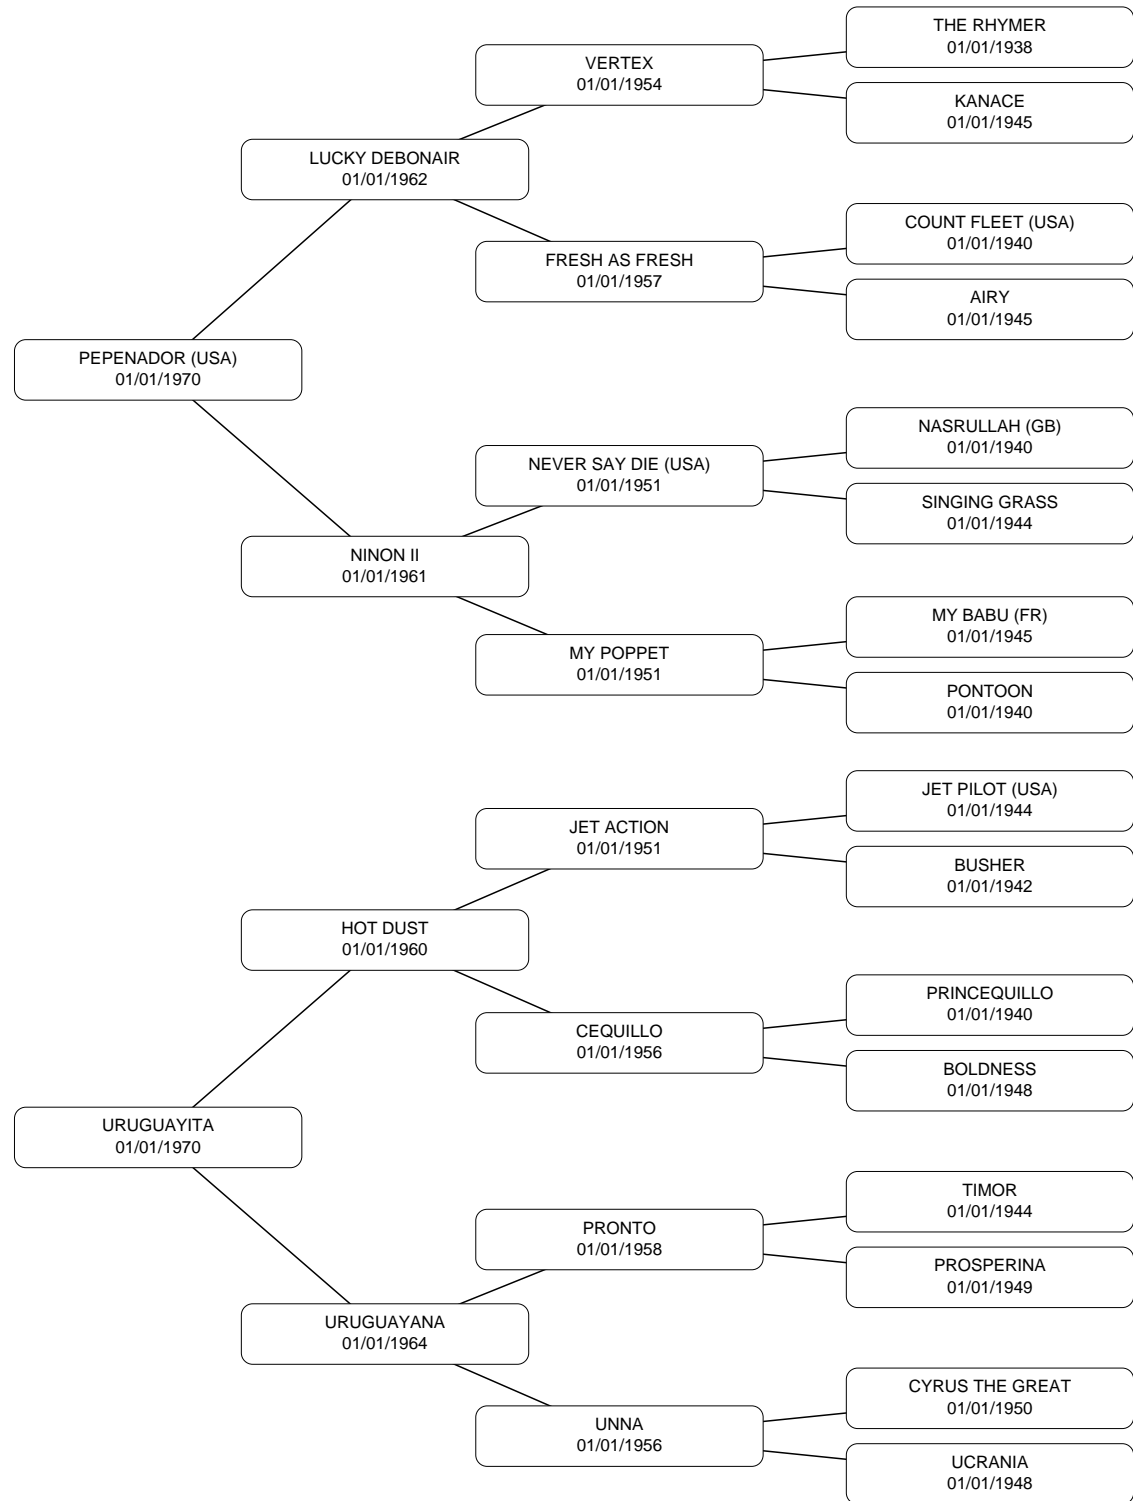 THE RHYMER
01/01/1938
VERTEX
01/01/1954
KANACE
01/01/1945
LUCKY DEBONAIR
01/01/1962
COUNT FLEET (USA)
01/01/1940
FRESH AS FRESH
01/01/1957
AIRY
01/01/1945
PEPENADOR (USA)
01/01/1970
NASRULLAH (GB)
01/01/1940
NEVER SAY DIE (USA)
01/01/1951
SINGING GRASS
01/01/1944
NINON II
01/01/1961
MY BABU (FR)
01/01/1945
MY POPPET
01/01/1951
PONTOON
01/01/1940
JET PILOT (USA)
01/01/1944
JET ACTION
01/01/1951
BUSHER
01/01/1942
HOT DUST
01/01/1960
PRINCEQUILLO
01/01/1940
CEQUILLO
01/01/1956
BOLDNESS
01/01/1948
URUGUAYITA
01/01/1970
TIMOR
01/01/1944
PRONTO
01/01/1958
PROSPERINA
01/01/1949
URUGUAYANA
01/01/1964
CYRUS THE GREAT
01/01/1950
UNNA
01/01/1956
UCRANIA
01/01/1948